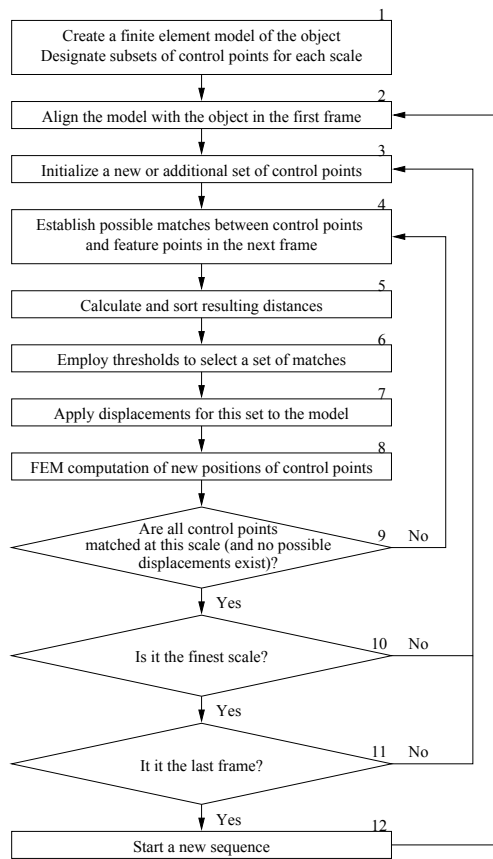 1
Create a finite element model of the object
Designate subsets of control points for each scale
2
Align the model with the object in the first frame
3
Initialize a new or additional set of control points
4
Establish possible matches between control points
and feature points in the next frame
5
Calculate and sort resulting distances
6
Employ thresholds to select a set of matches
7
Apply displacements for this set to the model
8
FEM computation of new positions of control points
Are all control points
matched at this scale (and no possible
displacements exist)?
9 No
Yes
Is it the finest scale?
10 No
Yes
It it the last frame?
11 No
Yes
12
Start a new sequence